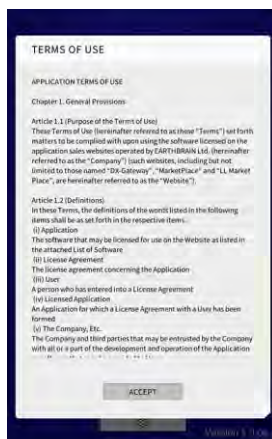 TERMS OF USE
APPLICATION TERMS OF USE
Chapter 1. General Provisions
Article 1.1 (Purpose of the Terms of Use)
These Terms of Use (hereinafter referred to as those "Terms") set forth
matters to be complied with upon using the software licensed on the
application sales websites operated by EARTHBRAIN Ltd. (hereinafter
referred to as the "Company") (such websites, including but not
limited to those named "DX-Gateway", "MarketPlace" and "LL Market
Place", are hereinafter referred to as the "Website").
Article 1.2 (Definitions)
In these Terms, the definitions of the words listed in the following
items shall be as set forth in the respective items.
(i) Application
The software that may be licensed for use on the Website as listed in
the attached List of Software
(ii) License Agreement
The license agreement concerning the Application
(iii) User
A person who has entered into a License Agreement
(iv) Licensed Application
An Application for which a License Agreement with a User has been
formed
(v) The Company, Etc.
The Company and third parties that may be entrusted by the Company
with all or a part of the development and operation of the Application
ACCEPT
Version